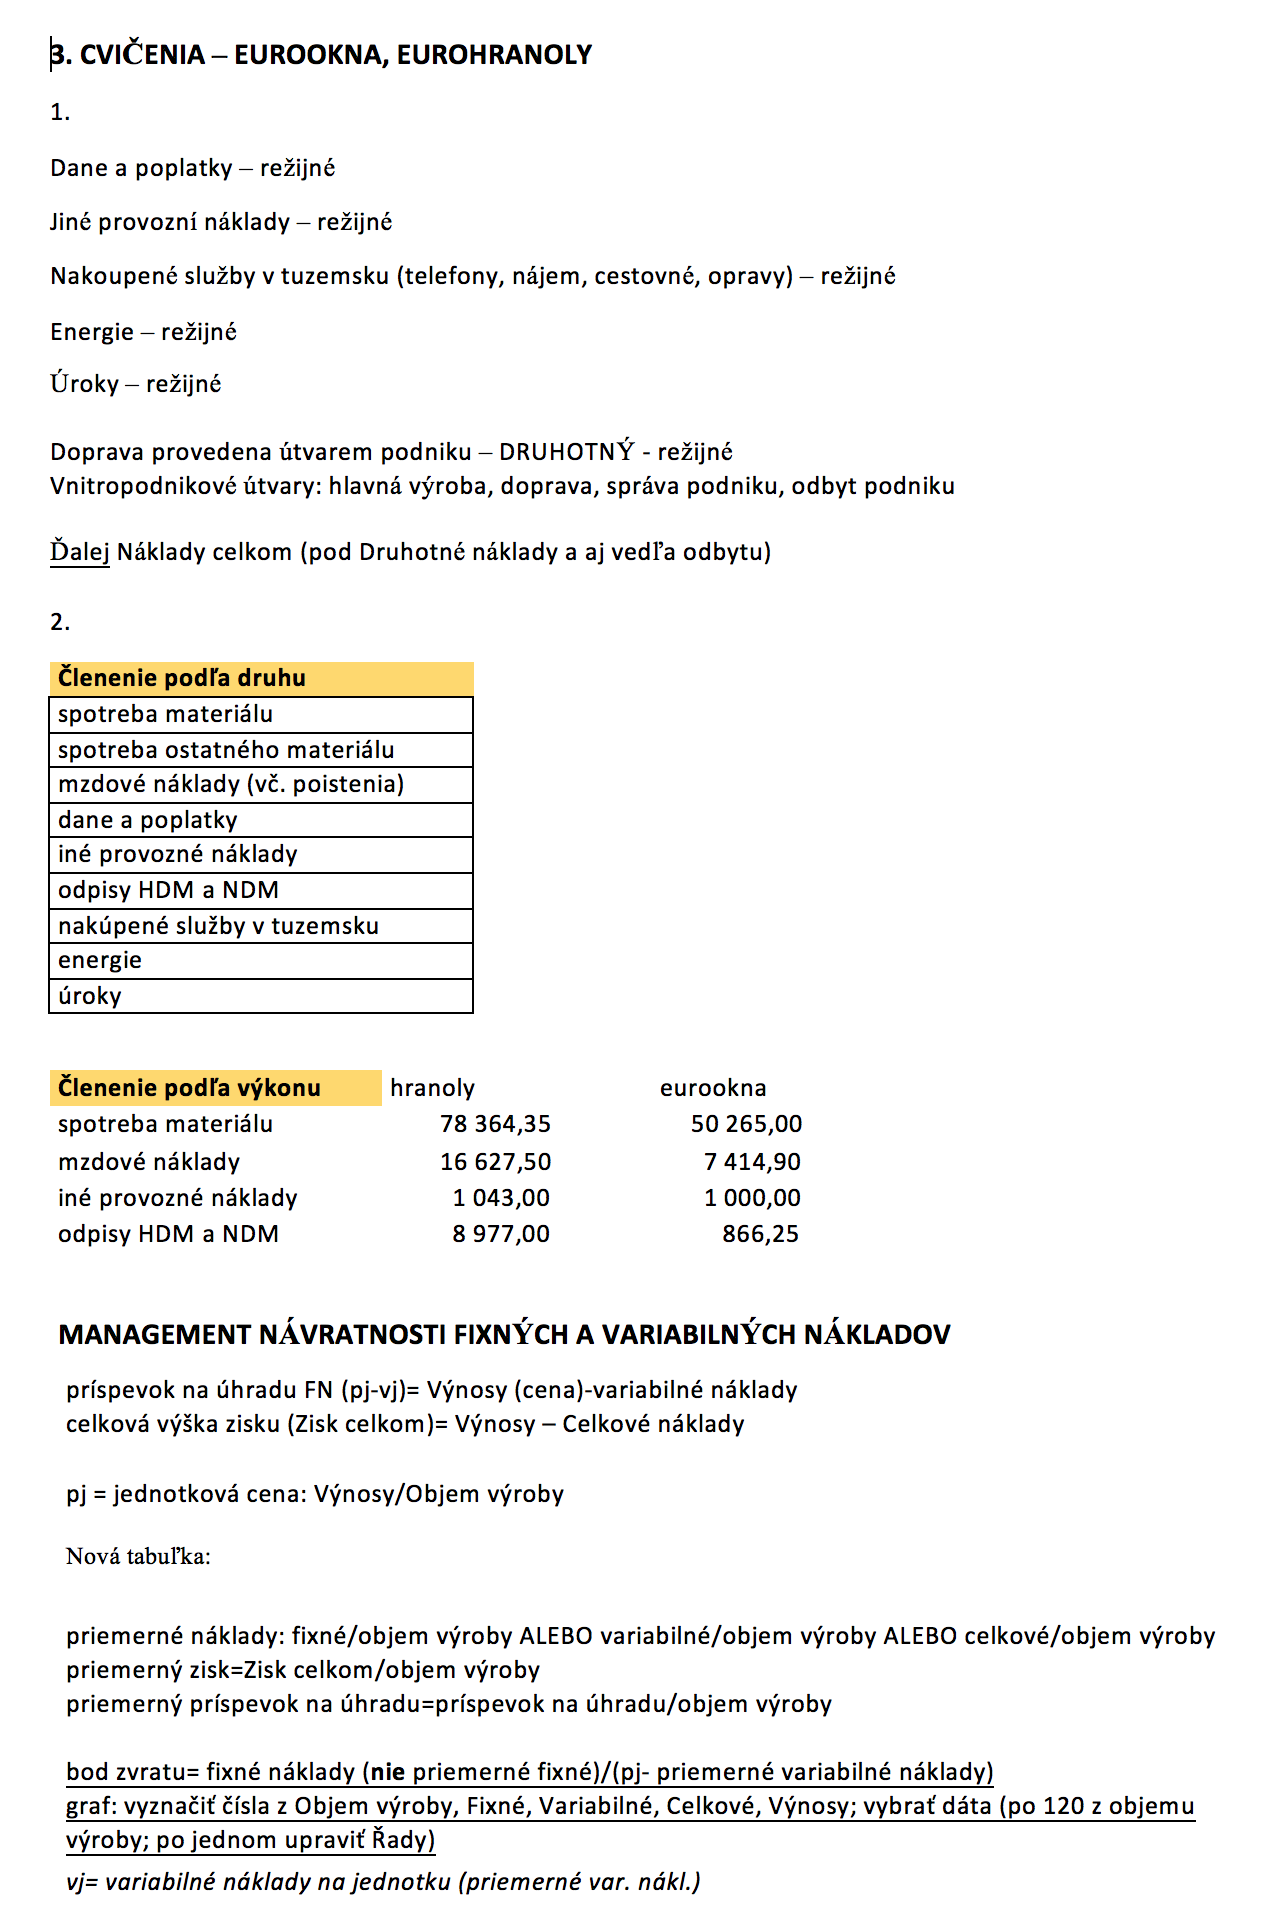 3. CVIČENIA – EUROOKNA, EUROHRANOLY
1.
Dane a poplatky – režijné
Jiné provozní náklady – režijné
Nakoupené služby v tuzemsku (telefony, nájem, cestovné, opravy) – režijné
Energie – režijné
Úroky – režijné
Doprava provedena útvarem podniku – DRUHOTNÝ - režijné
Vnitropodnikové útvary: hlavná výroba, doprava, správa podniku, odbyt podniku
Ďalej Náklady celkom (pod Druhotné náklady a aj vedľa odbytu)
2.
Členenie podľa druhu
spotreba materiálu
spotreba ostatného materiálu
mzdové náklady (vč. poistenia)
dane a poplatky
iné provozné náklady
odpisy HDM a NDM
nakúpené služby v tuzemsku
energie
úroky
Členenie podľa výkonu hranoly eurookna
spotreba materiálu 78 364,35 50 265,00
mzdové náklady 16 627,50 7 414,90
iné provozné náklady 1 043,00 1 000,00
odpisy HDM a NDM 8 977,00 866,25
MANAGEMENT NÁVRATNOSTI FIXNÝCH A VARIABILNÝCH NÁKLADOV
príspevok na úhradu FN (pj-vj)= Výnosy (cena)-variabilné náklady
celková výška zisku (Zisk celkom)= Výnosy – Celkové náklady
pj = jednotková cena: Výnosy/Objem výroby
Nová tabuľka:
priemerné náklady: fixné/objem výroby ALEBO variabilné/objem výroby ALEBO celkové/objem výroby
priemerný zisk=Zisk celkom/objem výroby
priemerný príspevok na úhradu=príspevok na úhradu/objem výroby
bod zvratu= fixné náklady (nie priemerné fixné)/(pj- priemerné variabilné náklady)
graf: vyznačiť čísla z Objem výroby, Fixné, Variabilné, Celkové, Výnosy; vybrať dáta (po 120 z objemu
výroby; po jednom upraviť Řady)
vj= variabilné náklady na jednotku (priemerné var. nákl.)